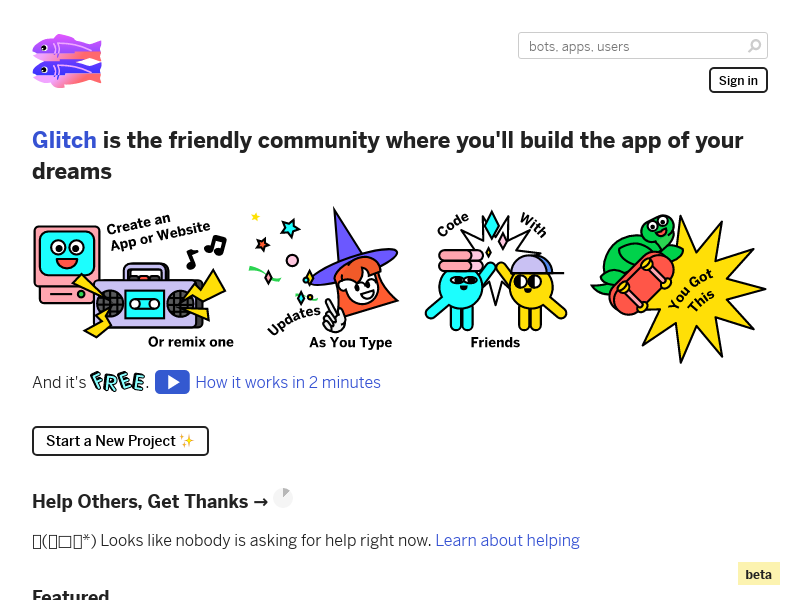 bots, apps, users
Sign in
Glitch is the friendly community where you'll build the app of your
dreams
Create an
App or Website
Or remix one
Updates
As You Type
Code
With
Friends
You Got
This
And it's FREE. How it works in 2 minutes
Start a New Project ✨
Help Others, Get Thanks →
▯(▯□▯*) Looks like nobody is asking for help right now. Learn about helping
beta
Featured